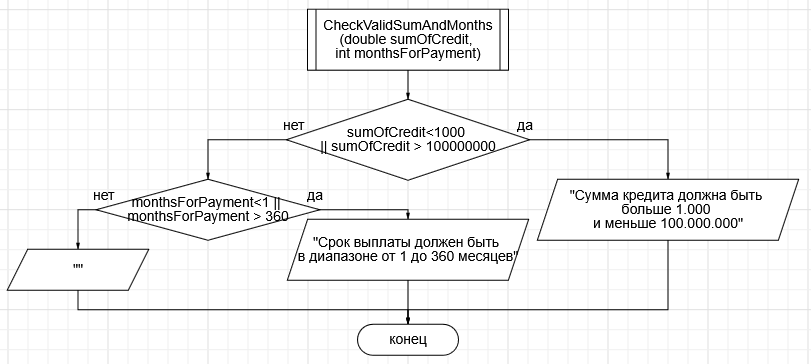 CheckValidSumAndMonths
(double sumOfCredit,
int monthsForPayment)
нет
да
sumOfCredit<1000
|| sumOfCredit > 100000000
нет
да
monthsForPayment<1 ||
monthsForPayment > 360
"Сумма кредита должна быть
больше 1.000
и меньше 100.000.000"
"Срок выплаты должен быть
в диапазоне от 1 до 360 месяцев"
""
конец